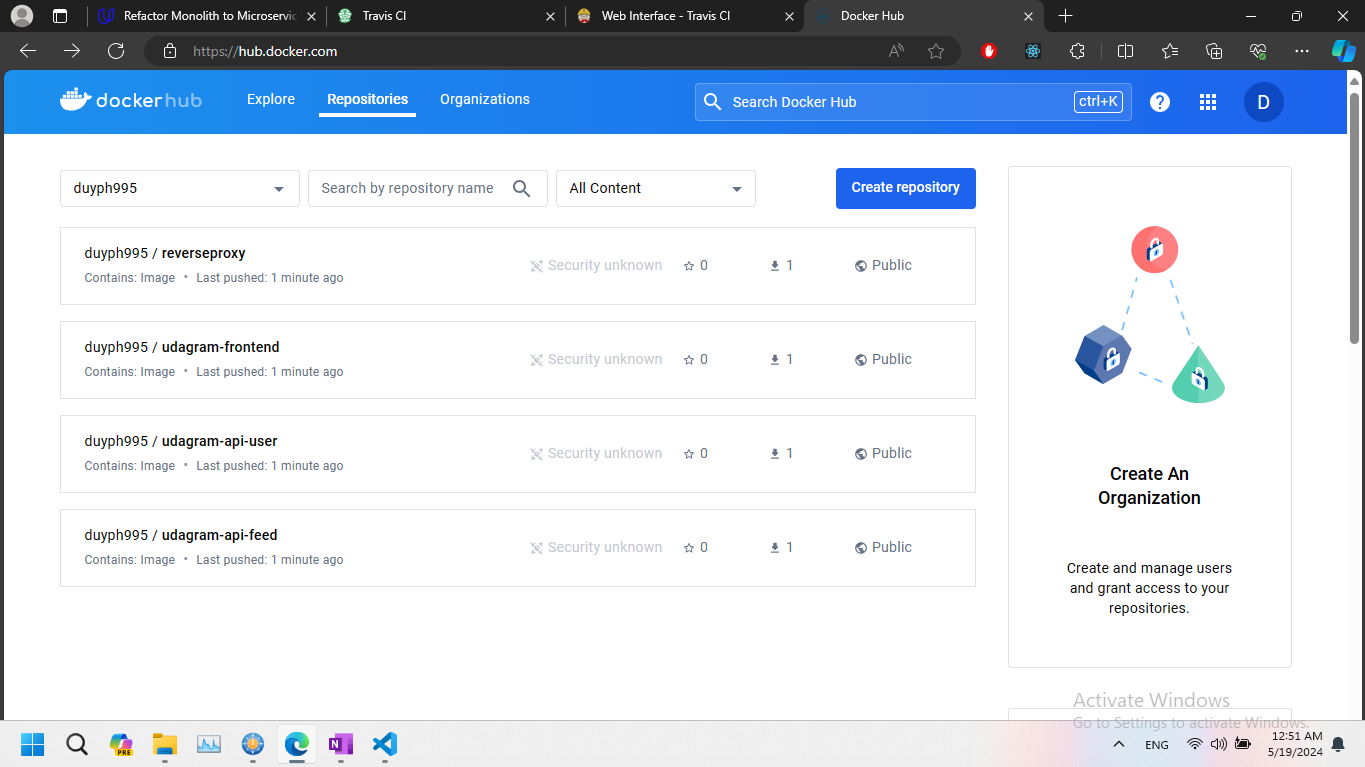 Refactor Monolith to Microservic
Travis CI
Web Interface - Travis CI
Docker Hub
https://hub.docker.com
docker hub
Explore
Repositories
Organizations
Search Docker Hub
ctrl+K
?
D
duyph995
Search by repository name
All Content
Create repository
duyph995 / reverseproxy
Contains: Image • Last pushed: 1 minute ago
Security unknown
0
1
Public
duyph995 / udagram-frontend
Contains: Image • Last pushed: 1 minute ago
Security unknown
0
1
Public
duyph995 / udagram-api-user
Contains: Image • Last pushed: 1 minute ago
Security unknown
0
1
Public
duyph995 / udagram-api-feed
Contains: Image • Last pushed: 1 minute ago
Security unknown
0
1
Public
Create An
Organization
Create and manage users
and grant access to your
repositories.
Activate Windows
Go to Settings to activate Windows.
PRE
ENG
12:51 AM
5/19/2024